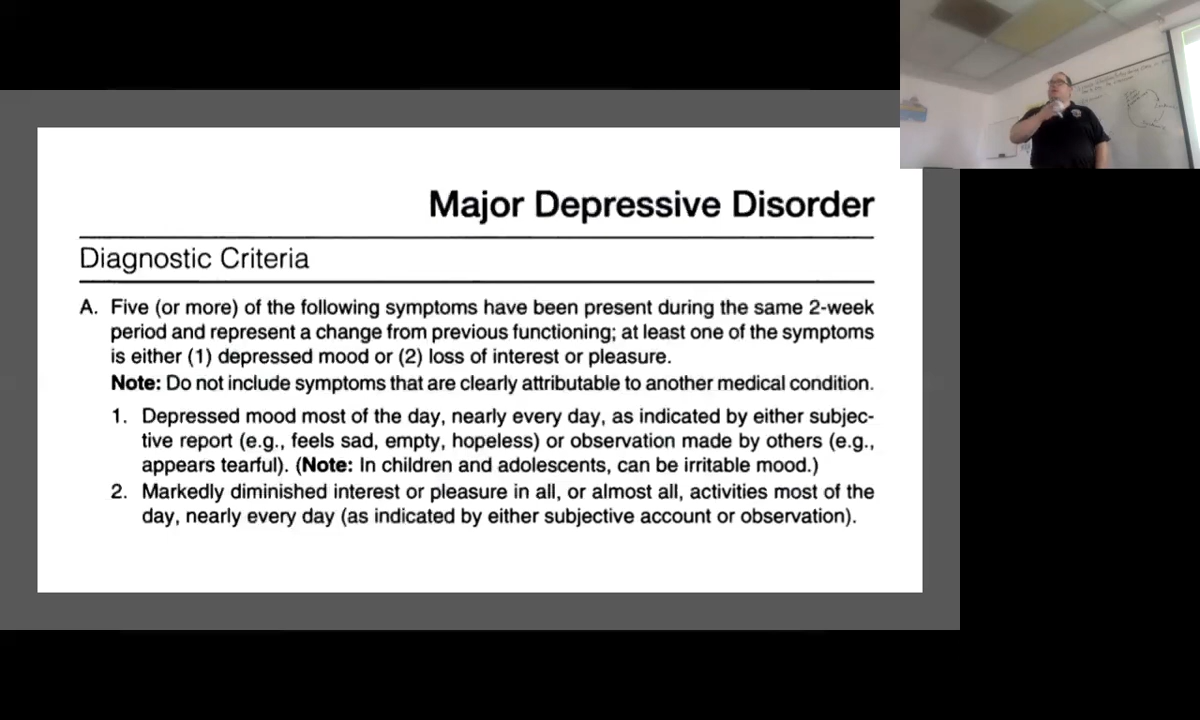 Major Depressive Disorder
Diagnostic Criteria
A. Five (or more) of the following symptoms have been present during the same 2-week
period and represent a change from previous functioning; at least one of the symptoms
is either (1) depressed mood or (2) loss of interest or pleasure.
Note: Do not include symptoms that are clearly attributable to another medical condition.
1. Depressed mood most of the day, nearly every day, as indicated by either subjec-
tive report (e.g., feels sad, empty, hopeless) or observation made by others (e.g.,
appears tearful). (Note: In children and adolescents, can be irritable mood.)
2. Markedly diminished interest or pleasure in all, or almost all, activities most of the
day, nearly every day (as indicated by either subjective account or observation).